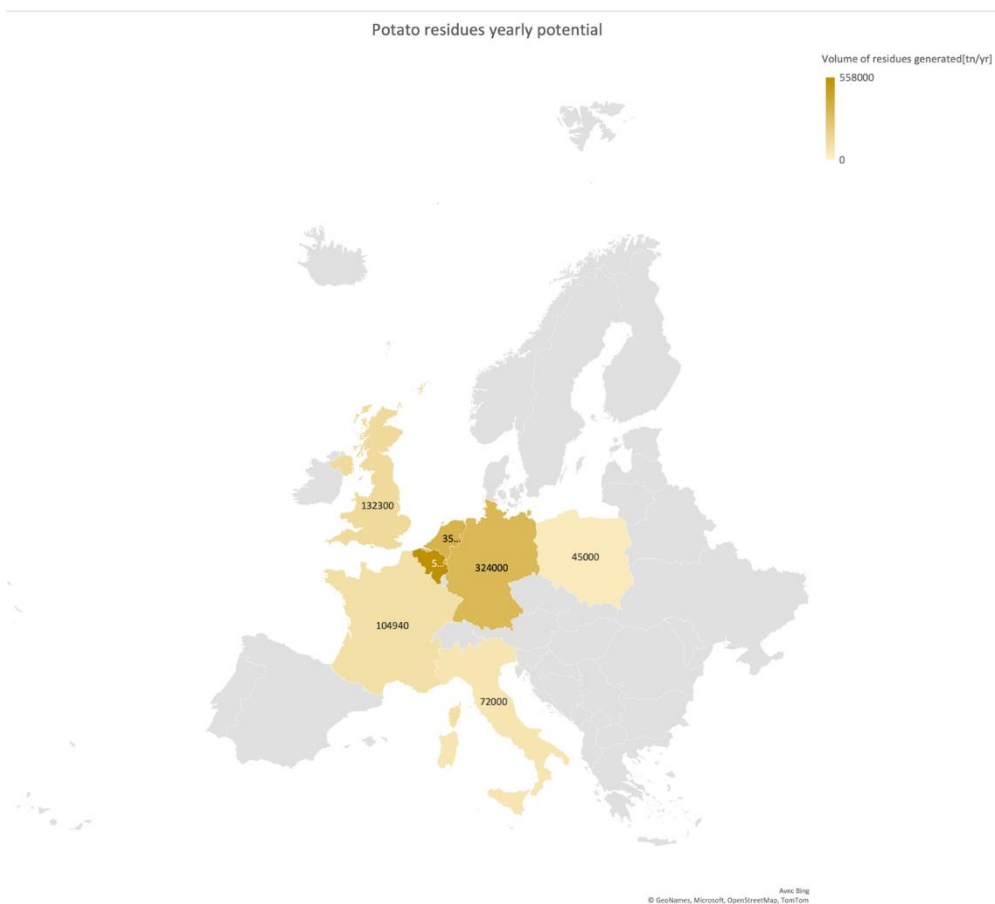 Potato residues yearly potential
Volume of residues generated[tn/yr]
558000
0
132300
35...
5...
324000
45000
104940
72000
Avec Bing
© GeoNames, Microsoft, OpenStreetMap, TomTom